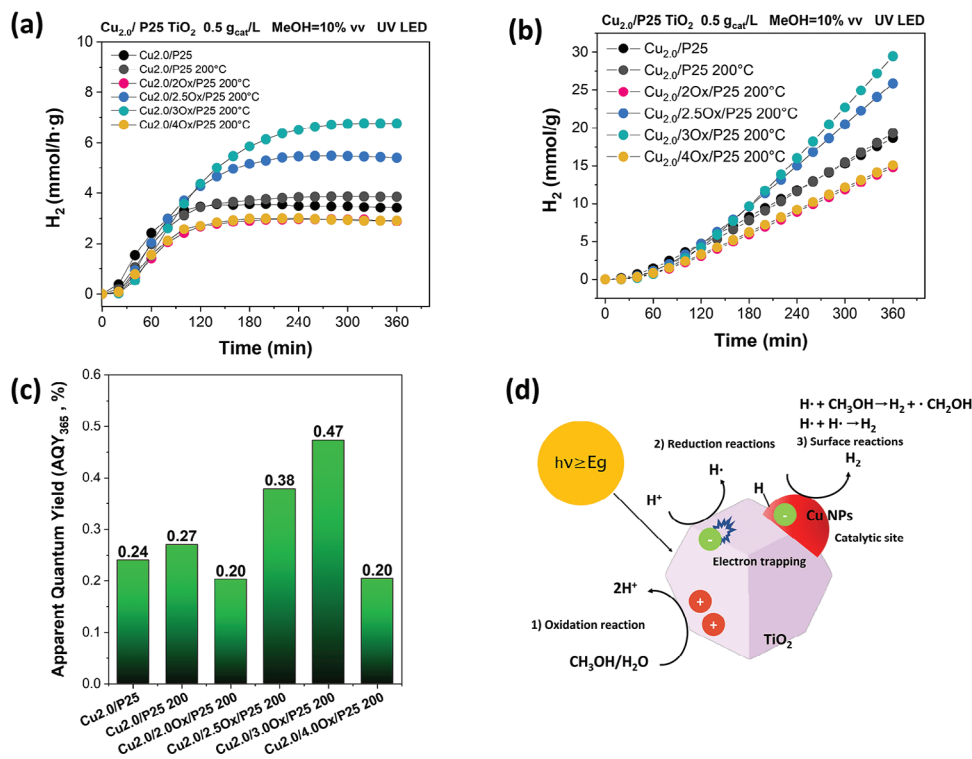 (a)
Cu2.0/ P25 TiO2 0.5 gcat/L MeOH=10% vv UV LED
H2 (mmol/h·g)
10
8
6
4
2
0
Cu2.0/P25
Cu2.0/P25 200°C
Cu2.0/2Ox/P25 200°C
Cu2.0/2.5Ox/P25 200°C
Cu2.0/3Ox/P25 200°C
Cu2.0/4Ox/P25 200°C
0 60 120 180 240 300 360
Time (min)
(b)
Cu2.0/P25 TiO2 0.5 gcat/L MeOH=10% vv UV LED
H2 (mmol/g)
30
25
20
15
10
5
0
Cu2.0/P25
Cu2.0/P25 200°C
Cu2.0/2Ox/P25 200°C
Cu2.0/2.5Ox/P25 200°C
Cu2.0/3Ox/P25 200°C
Cu2.0/4Ox/P25 200°C
0 60 120 180 240 300 360
Time (min)
(c)
Apparent Quantum Yield (AQY365 , %)
0.6
0.5
0.4
0.3
0.2
0.1
0.0
0.24
0.27
0.20
0.38
0.47
0.20
Cu2.0/P25
Cu2.0/P25 200
Cu2.0/2.0Ox/P25 200
Cu2.0/2.5Ox/P25 200
Cu2.0/3.0Ox/P25 200
Cu2.0/4.0Ox/P25 200
(d)
H· + CH3OH→H2 + · CH2OH
H· + H· →H2
3) Surface reactions
2) Reduction reactions
hν≥Eg
H2
H·
H
H+
-
Cu NPs
-
Catalytic site
Electron trapping
2H+
+
+
1) Oxidation reaction
TiO2
CH3OH/H2O